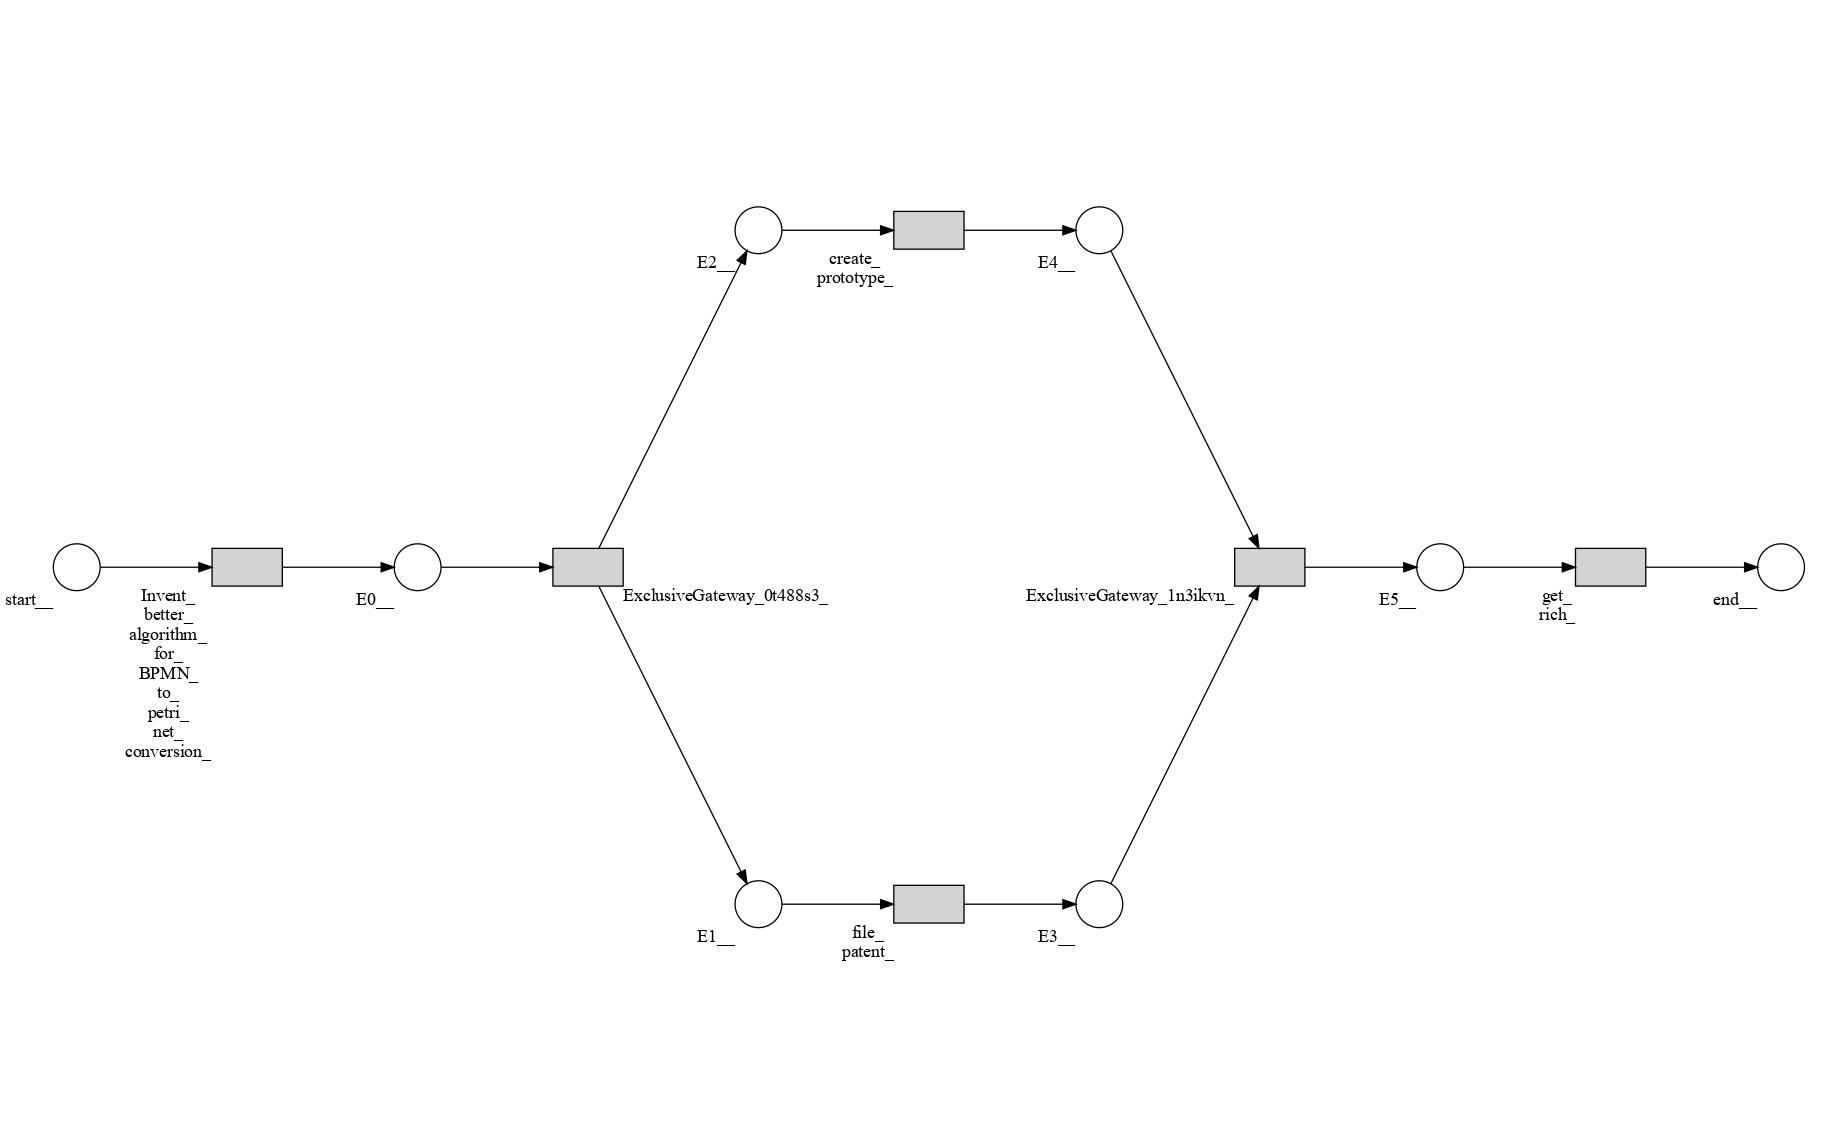 E2__
create_
prototype_
E4__
start__
Invent_
better_
algorithm_
for_
BPMN_
to_
petri_
net_
conversion_
E0__
ExclusiveGateway_0t488s3_
ExclusiveGateway_1n3ikvn_
E5__
get_
rich_
end__
E1__
file_
patent_
E3__